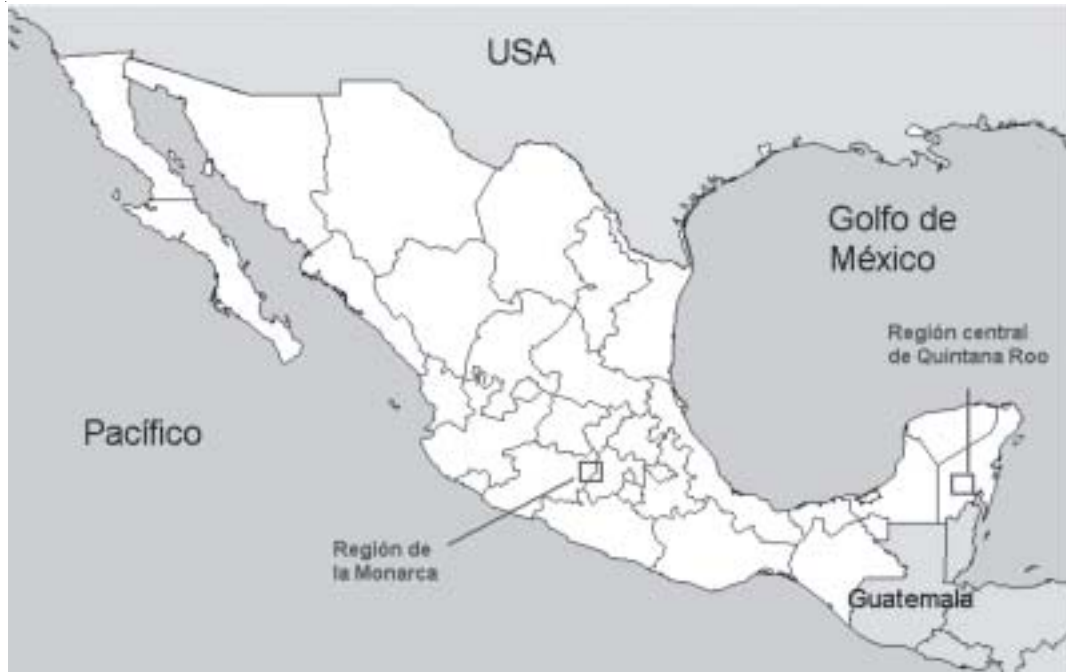 USA
Golfo de
México
Región central
de Quintana Roo
Pacífico
Región de
la Monarca
Guatemala